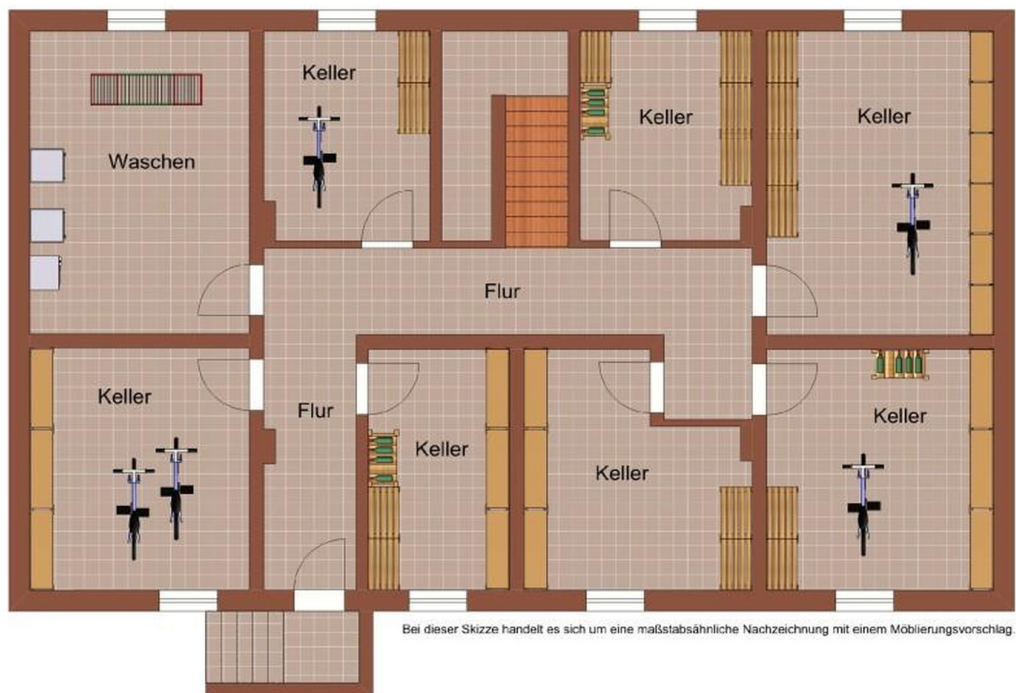 Keller
Waschen
Keller
Keller
Flur
Keller
Flur
Keller
Keller
Keller
Bei dieser Skizze handelt es sich um eine maßstabsähnliche Nachzeichnung mit einem Möblierungsvorschlag.